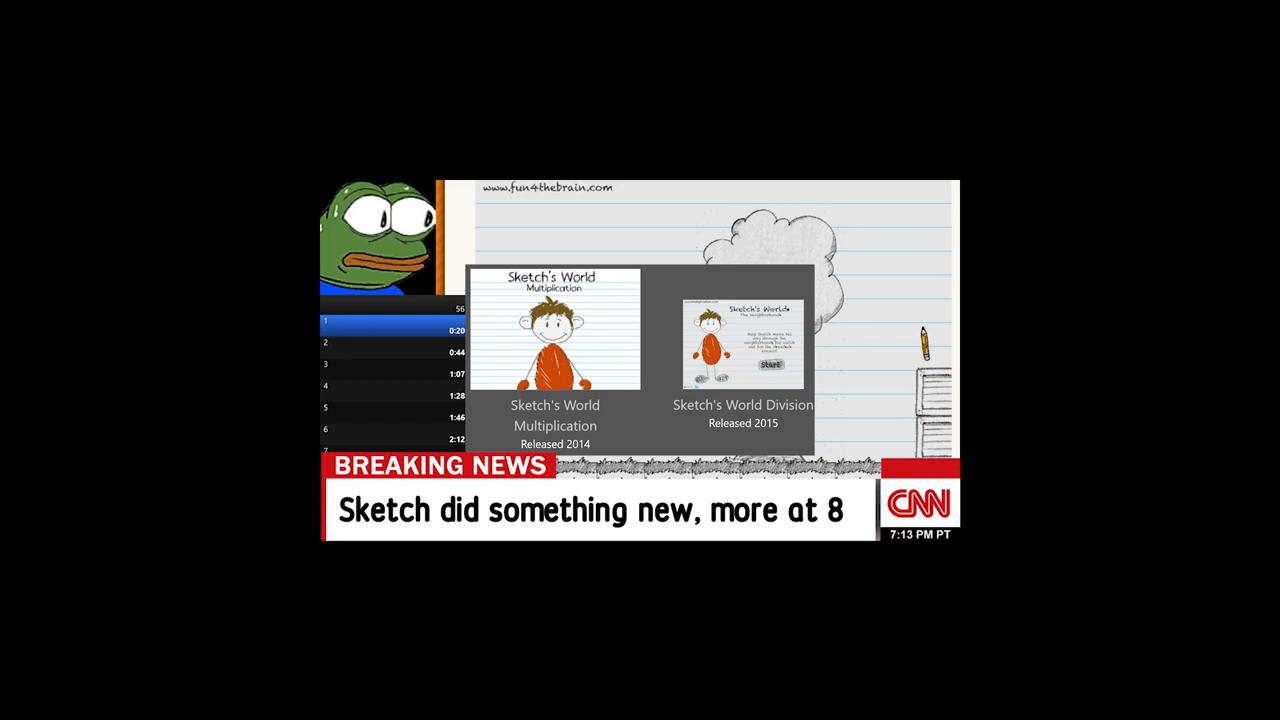 www.fun4thebrain.com
Sketch's World
Multiplication
Sketch's World
Start
Sketch's World
Multiplication
Released 2014
Sketch's World Division
Released 2015
56
1
0:20
2
0:44
3
1:07
4
1:28
5
1:46
6
2:12
7
BREAKING NEWS
Sketch did something new, more at 8
CNN
7:13 PM PT